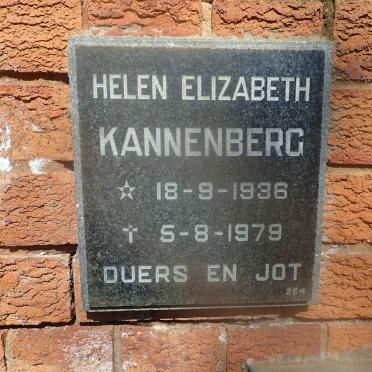 HELEN ELIZABETH
KANNENBERG
☆ 18-9-1936
✝ 5-8-1979
OUERS EN JOT
264